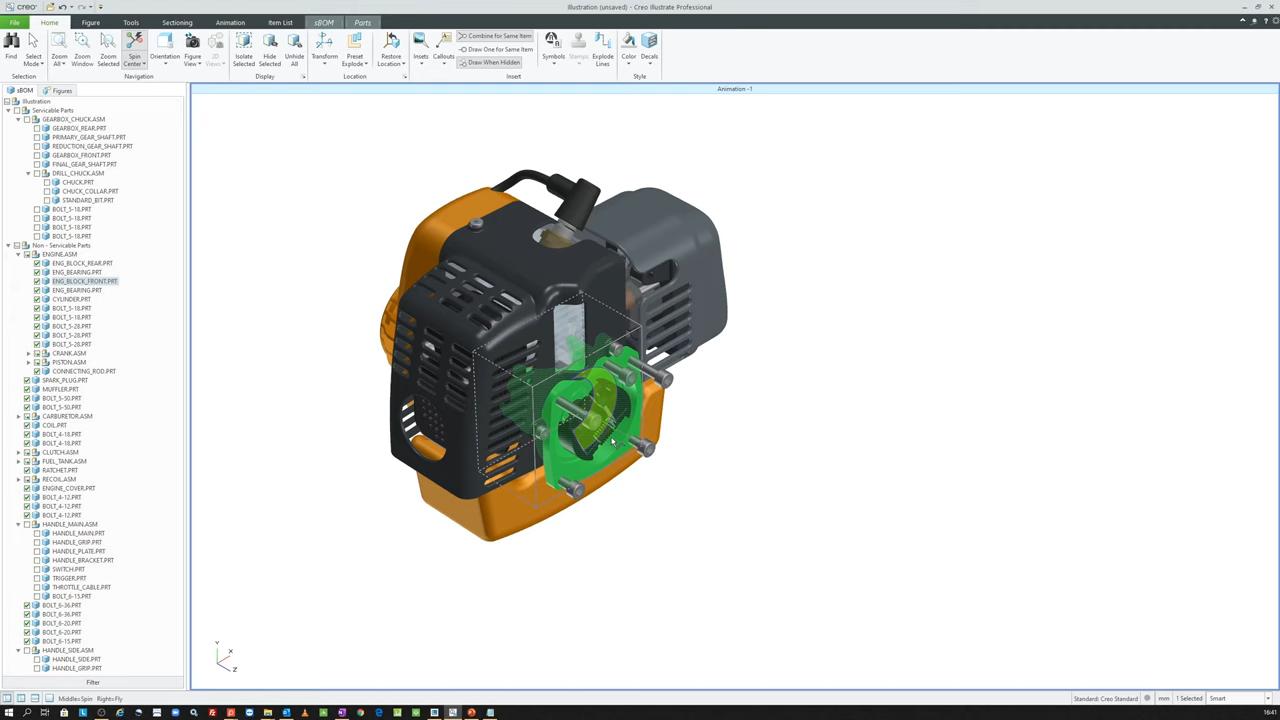 creo
Illustration (unsaved) - Creo Illustrate Professional
File Home Figure Tools Sectioning Animation Item List sBOM Parts
Find
Select Mode
Zoom All
Zoom Window
Zoom Selected
Spin Center
Orientation
Figure View
2D Views
Isolate Selected
Hide Selected
Unhide All
Transform
Preset Explode
Restore Location
Insets
Callouts
Combine for Same Item
Draw One for Same Item
Draw When Hidden
Symbols
Stamps
Explode Lines
Color
Decals
Selection Navigation Display Location Insert Style
sBOM Figures
Illustration
Servicable Parts
GEARBOX_CHUCK.ASM
GEARBOX_REAR.PRT
PRIMARY_GEAR_SHAFT.PRT
REDUCTION_GEAR_SHAFT.PRT
GEARBOX_FRONT.PRT
FINAL_GEAR_SHAFT.PRT
DRILL_CHUCK.ASM
CHUCK.PRT
CHUCK_COLLAR.PRT
STANDARD_BIT.PRT
BOLT_5-18.PRT
BOLT_5-18.PRT
BOLT_5-18.PRT
BOLT_5-18.PRT
Non - Servicable Parts
ENGINE.ASM
ENG_BLOCK_REAR.PRT
ENG_BEARING.PRT
ENG_BLOCK_FRONT.PRT
ENG_BEARING.PRT
CYLINDER.PRT
BOLT_5-18.PRT
BOLT_5-18.PRT
BOLT_5-28.PRT
BOLT_5-28.PRT
BOLT_5-28.PRT
CRANK.ASM
PISTON.ASM
CONNECTING_ROD.PRT
SPARK_PLUG.PRT
MUFFLER.PRT
BOLT_5-50.PRT
BOLT_5-50.PRT
CARBURETOR.ASM
COIL.PRT
BOLT_4-18.PRT
BOLT_4-18.PRT
CLUTCH.ASM
FUEL_TANK.ASM
RATCHET.PRT
RECOIL.ASM
ENGINE_COVER.PRT
BOLT_4-12.PRT
BOLT_4-12.PRT
BOLT_4-12.PRT
HANDLE_MAIN.ASM
HANDLE_MAIN.PRT
HANDLE_GRIP.PRT
HANDLE_PLATE.PRT
HANDLE_BRACKET.PRT
SWITCH.PRT
TRIGGER.PRT
THROTTLE_CABLE.PRT
BOLT_6-15.PRT
BOLT_6-36.PRT
BOLT_6-36.PRT
BOLT_6-20.PRT
BOLT_6-20.PRT
BOLT_6-15.PRT
HANDLE_SIDE.ASM
HANDLE_SIDE.PRT
HANDLE_GRIP.PRT
Filter
Animation -1
Y
X
Z
Middle=Spin Right=Fly
Standard: Creo Standard
mm
1 Selected
Smart
16:41